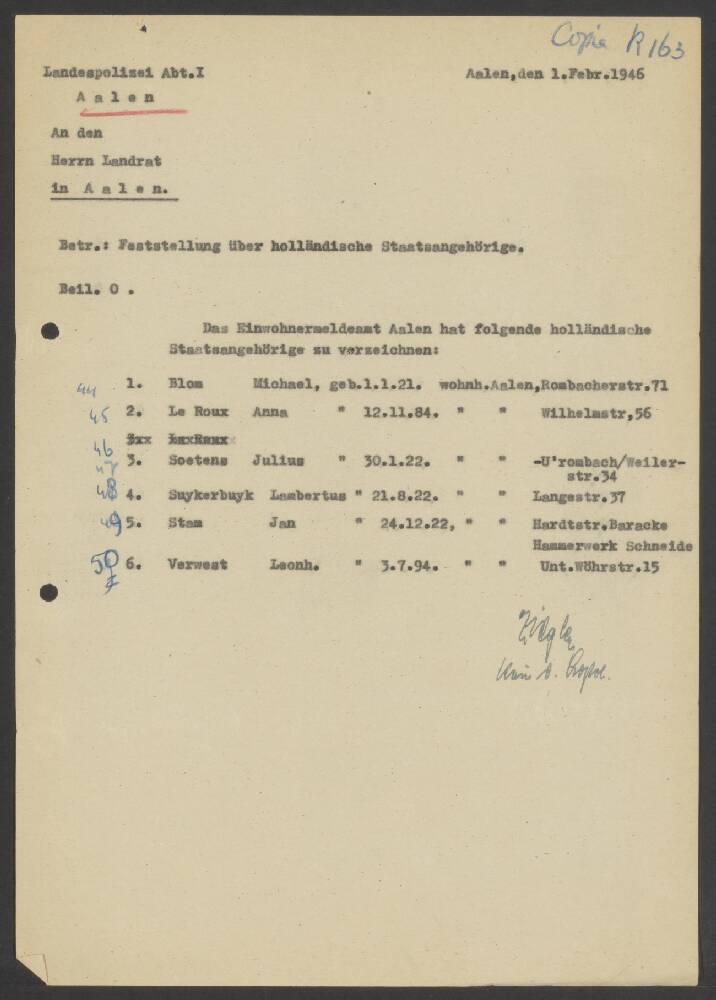 Copia R163
Landespolizei Abt.I
Aalen,den 1.Febr.1946
A a l e n
An den
Herrn Landrat
in A a l e n.
Betr.: Feststellung über holländische Staatsangehörige.
Beil. 0 .
Das Einwohnermeldeamt Aalen hat folgende holländische
Staatsangehörige zu verzeichnen:
44 1. Blom Michael, geb.1.1.21. wohnh.Aalen,Rombacherstr.71
45 2. Le Roux Anna " 12.11.84. " " Wilhelmstr,56
46 3xx LexRoux
47 3. Soetens Julius " 30.1.22. " " -U'rombach/Weiler-
str.34
48 4. Suykerbuyk Lambertus " 21.8.22. " " Langestr.37
49 5. Stam Jan " 24.12.22, " " Hardtstr.Baracke
Hammerwerk Schneide
50 6. Verwest Leonh. " 3.7.94. " " Unt.Wöhrstr.15